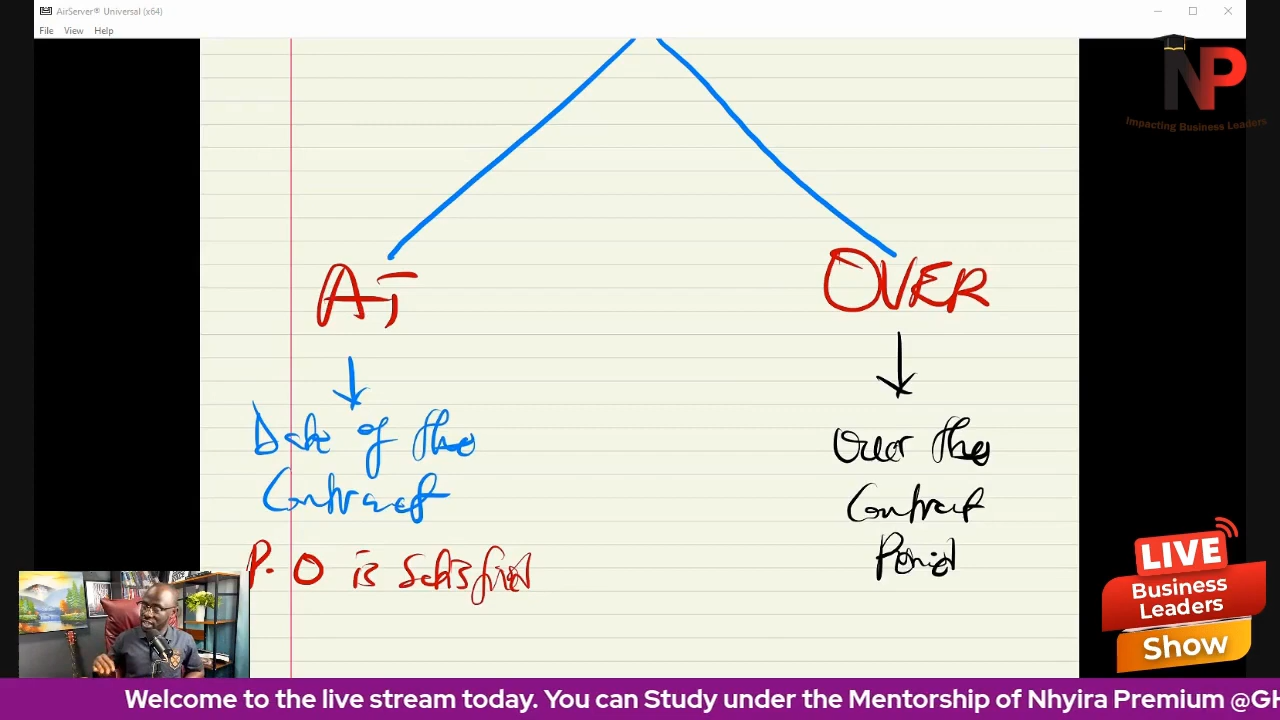 AirServer® Universal (x64)
File View Help
NP
Impacting Business Leaders
AT
OVER
Date of the
Contract
P.O is satisfied
Over the
Contract
Period
LIVE
Business
Leaders
Show
Welcome to the live stream today. You can Study under the Mentorship of Nhyira Premium @GH